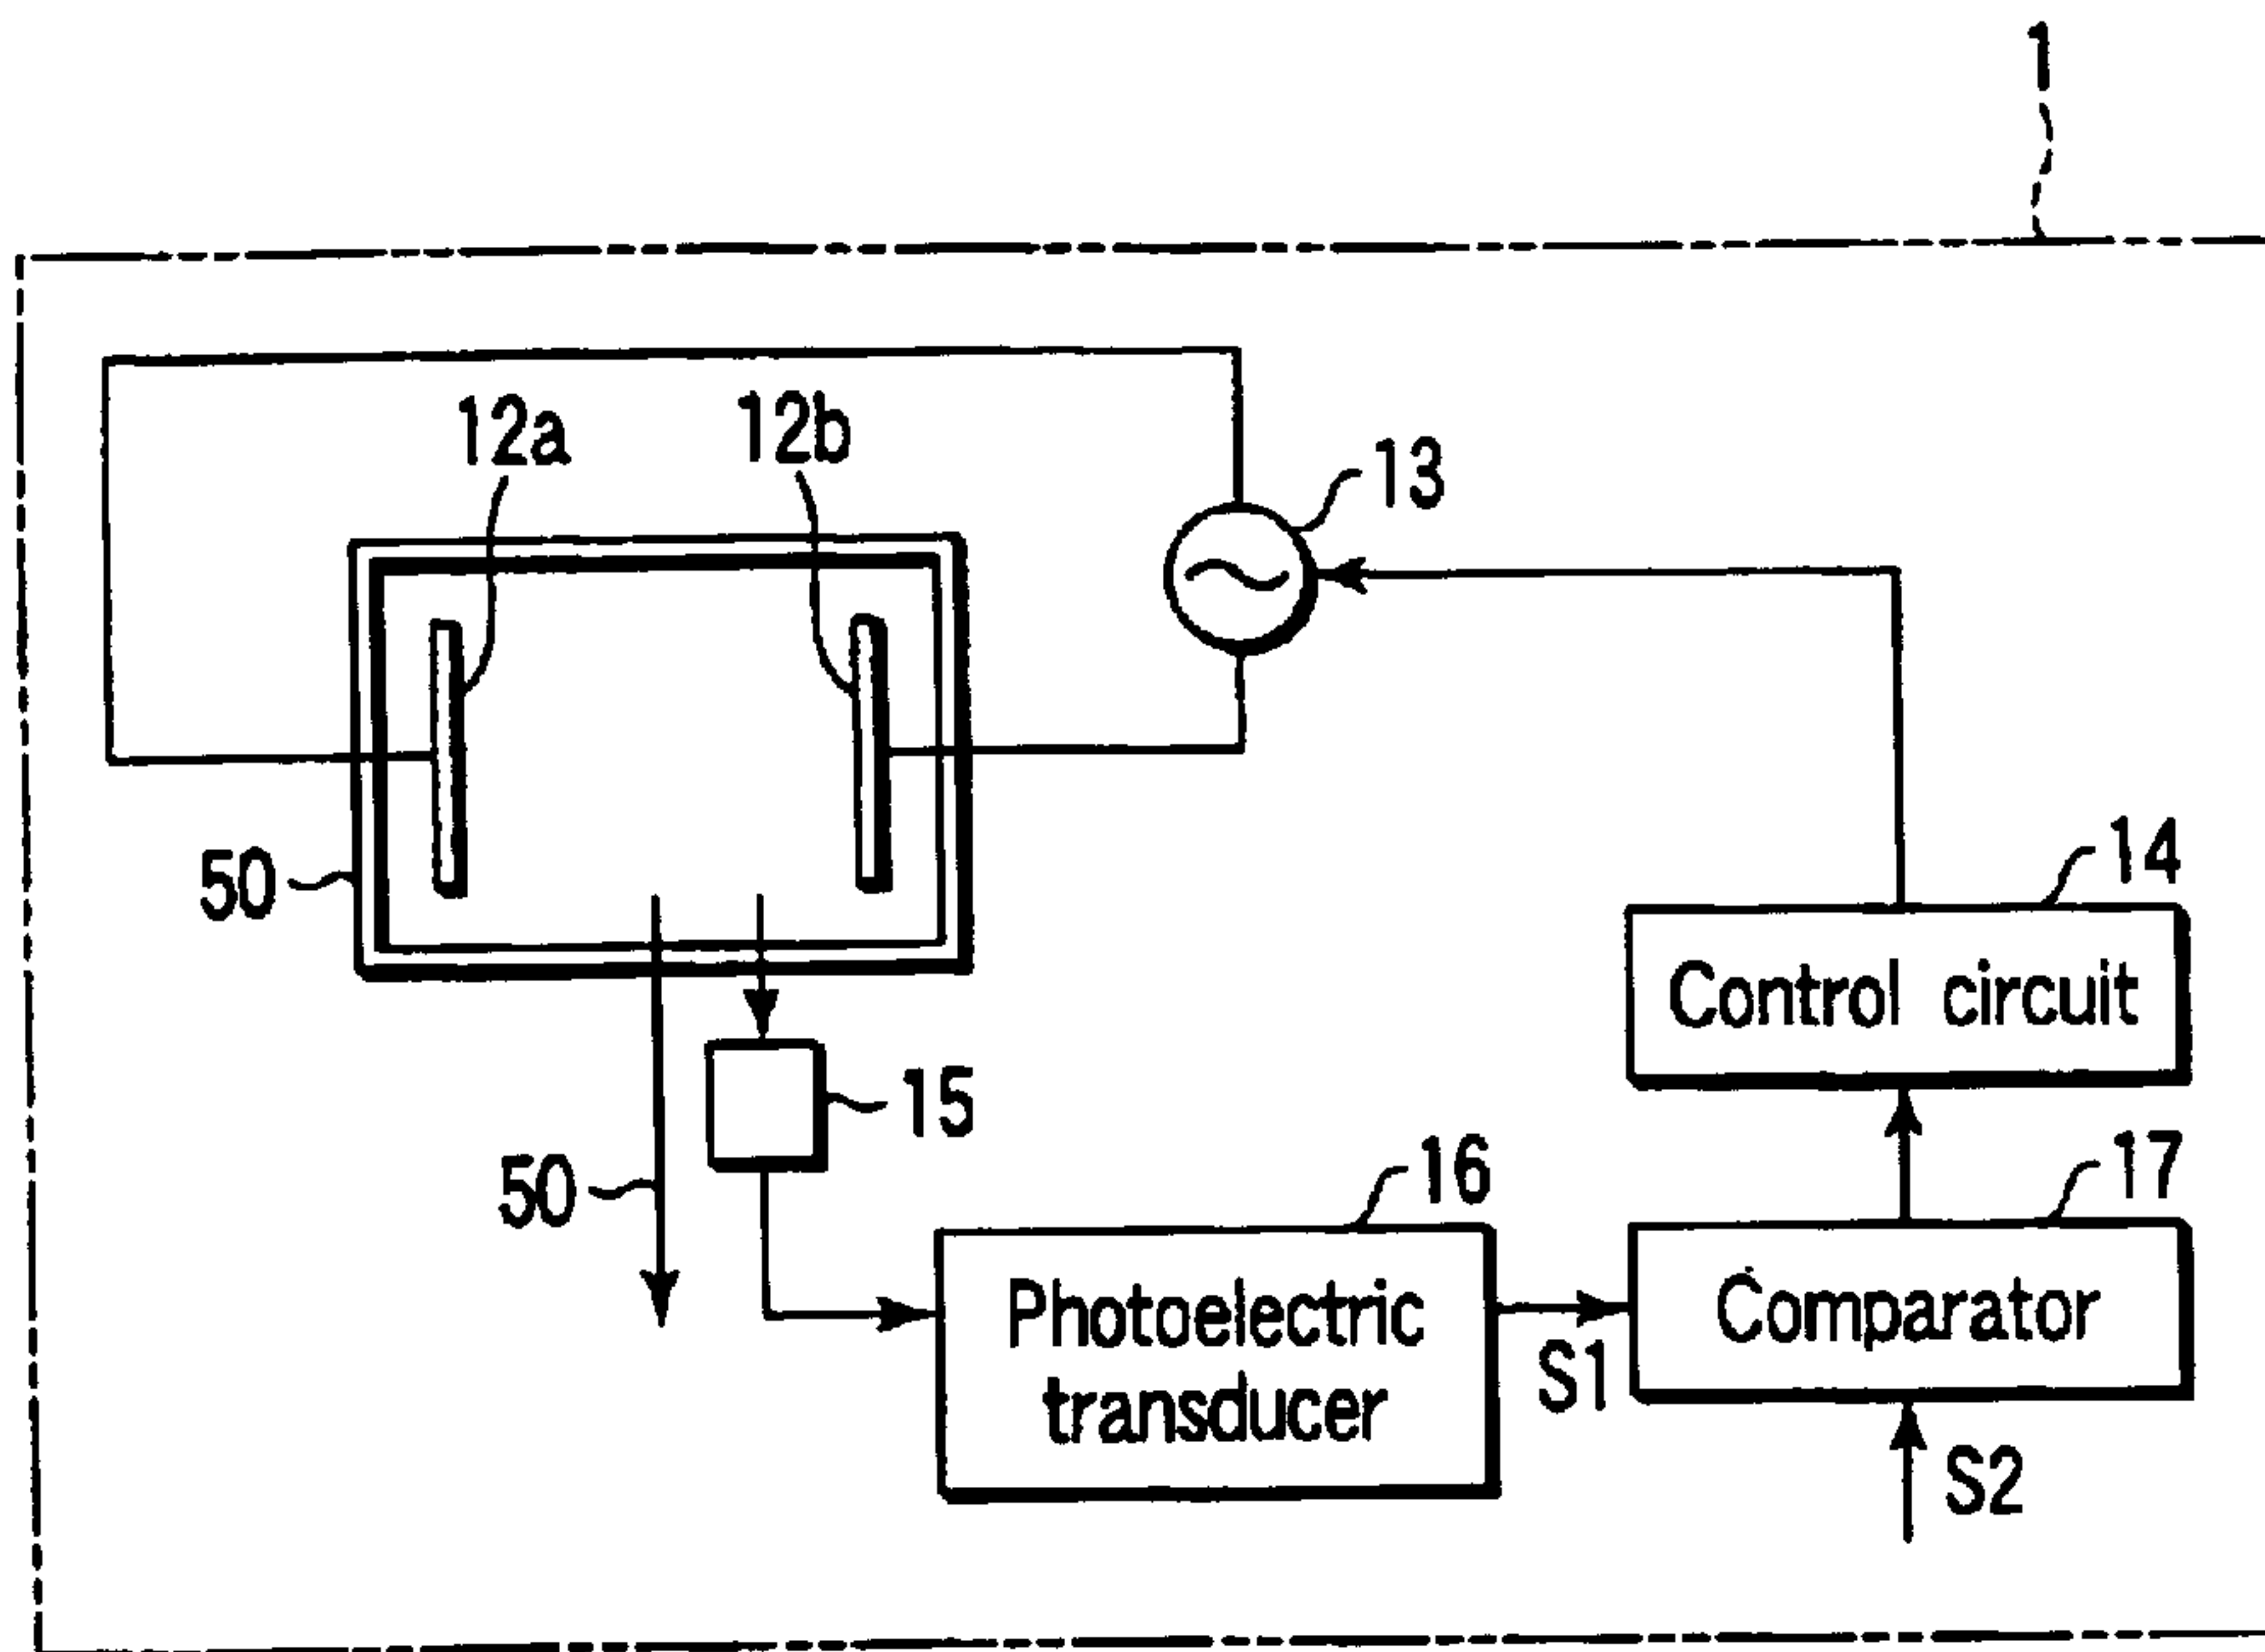 1
12a
12b
13
50
14
Control circuit
15
50
16
17
Photoelectric
transducer
S1
Comparator
S2